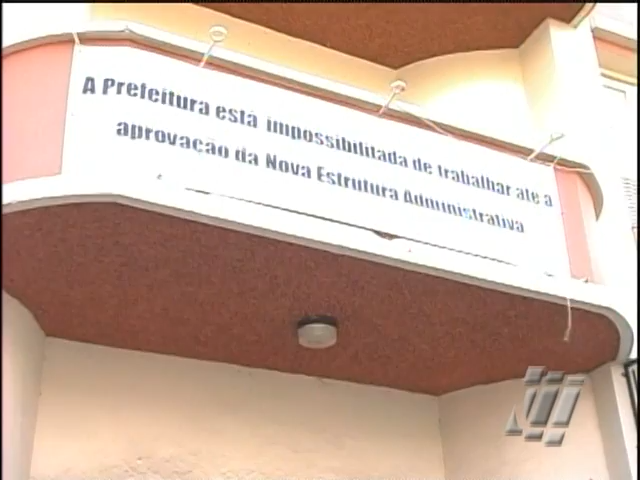 A Prefeitura está impossibilitada de trabalhar até a
aprovação da Nova Estrutura Administrativa